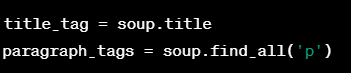 title_tag = soup.title
paragraph_tags = soup.find_all('p')